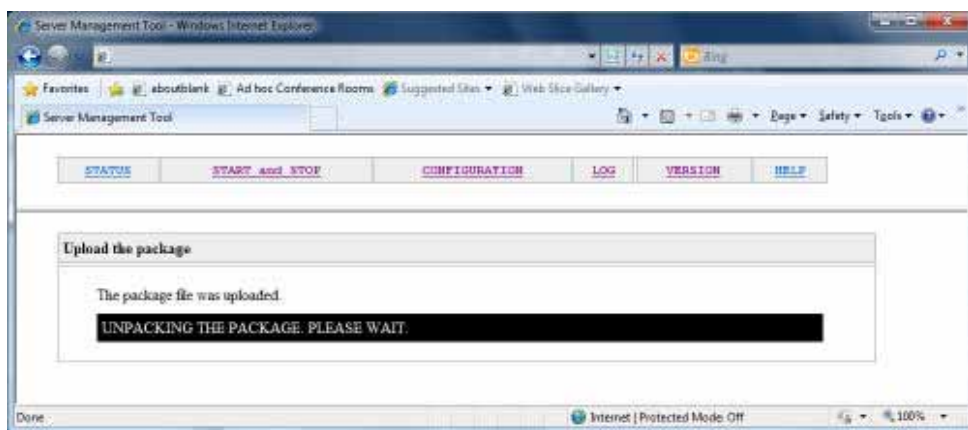 Server Management Tool - Windows Internet Explorer
Bing
Favorites aboutblank Ad hoc Conference Rooms Suggested Sites Web Slice Gallery
Server Management Tool Page Safety Tools
STATUS START and STOP CONFIGURATION LOG VERSION HELP
Upload the package
The package file was uploaded.
UNPACKING THE PACKAGE. PLEASE WAIT.
Done Internet | Protected Mode: Off 100%